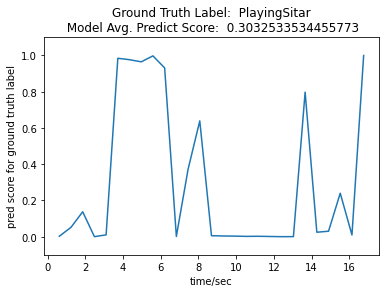 Ground Truth Label:  PlayingSitar
Model Avg. Predict Score:  0.3032533534455773
pred score for ground truth label
1.0
0.8
0.6
0.4
0.2
0.0
0 2 4 6 8 10 12 14 16
time/sec